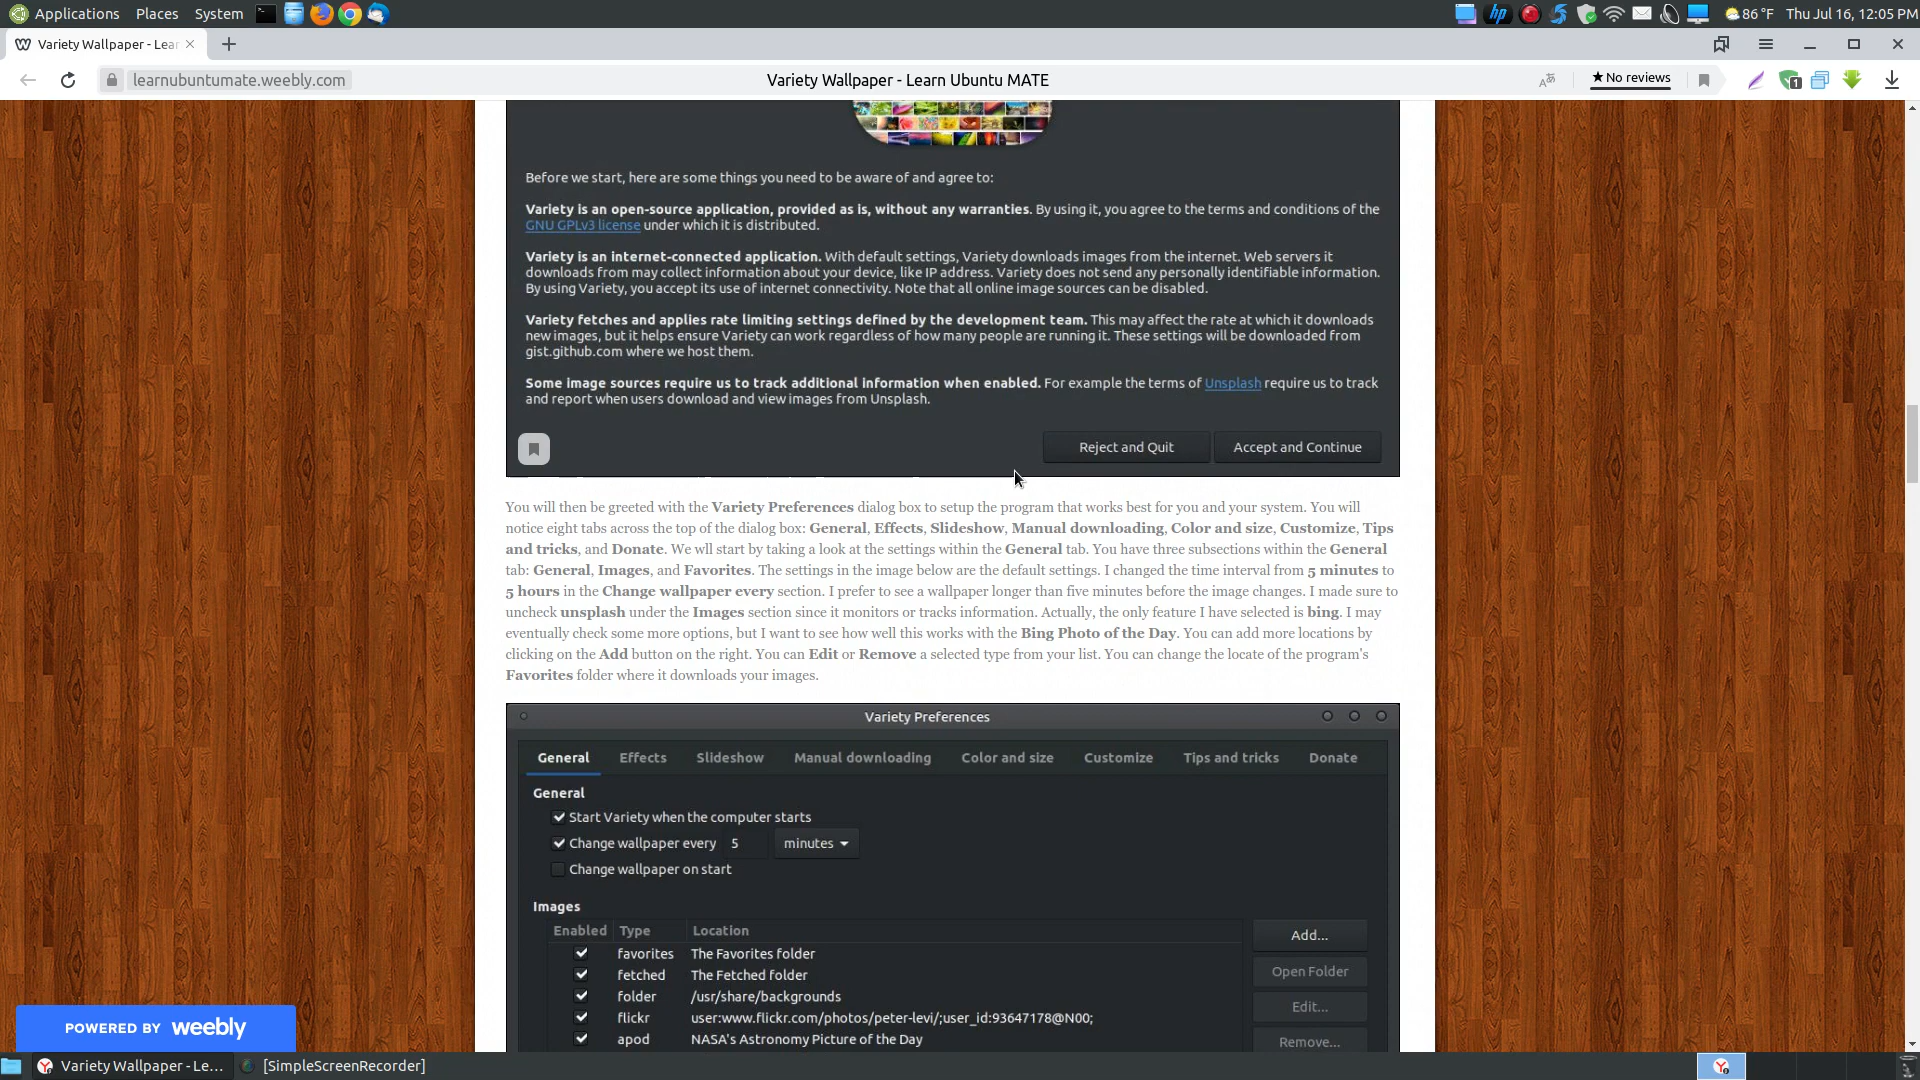 Applications Places System
86 °F Thu Jul 16, 12:05 PM
Variety Wallpaper - Lear
learnubuntumate.weebly.com
Variety Wallpaper - Learn Ubuntu MATE
★No reviews
1
Before we start, here are some things you need to be aware of and agree to:
Variety is an open-source application, provided as is, without any warranties. By using it, you agree to the terms and conditions of the
GNU GPLv3 license under which it is distributed.
Variety is an internet-connected application. With default settings, Variety downloads images from the internet. Web servers it
downloads from may collect information about your device, like IP address. Variety does not send any personally identifiable information.
By using Variety, you accept its use of internet connectivity. Note that all online image sources can be disabled.
Variety fetches and applies rate limiting settings defined by the development team. This may affect the rate at which it downloads
new images, but it helps ensure Variety can work regardless of how many people are running it. These settings will be downloaded from
gist.github.com where we host them.
Some image sources require us to track additional information when enabled. For example the terms of Unsplash require us to track
and report when users download and view images from Unsplash.
Reject and Quit
Accept and Continue
You will then be greeted with the Variety Preferences dialog box to setup the program that works best for you and your system. You will
notice eight tabs across the top of the dialog box: General, Effects, Slideshow, Manual downloading, Color and size, Customize, Tips
and tricks, and Donate. We wll start by taking a look at the settings within the General tab. You have three subsections within the General
tab: General, Images, and Favorites. The settings in the image below are the default settings. I changed the time interval from 5 minutes to
5 hours in the Change wallpaper every section. I prefer to see a wallpaper longer than five minutes before the image changes. I made sure to
uncheck unsplash under the Images section since it monitors or tracks information. Actually, the only feature I have selected is bing. I may
eventually check some more options, but I want to see how well this works with the Bing Photo of the Day. You can add more locations by
clicking on the Add button on the right. You can Edit or Remove a selected type from your list. You can change the locate of the program's
Favorites folder where it downloads your images.
Variety Preferences
General Effects Slideshow Manual downloading Color and size Customize Tips and tricks Donate
General
Start Variety when the computer starts
Change wallpaper every 5 minutes
Change wallpaper on start
Images
Enabled Type Location
Add...
favorites The Favorites folder
fetched The Fetched folder
Open Folder
folder /usr/share/backgrounds
Edit...
flickr user:www.flickr.com/photos/peter-levi/;user_id:93647178@N00;
apod NASA's Astronomy Picture of the Day
Remove...
POWERED BY weebly
Variety Wallpaper - Le...
[SimpleScreenRecorder]